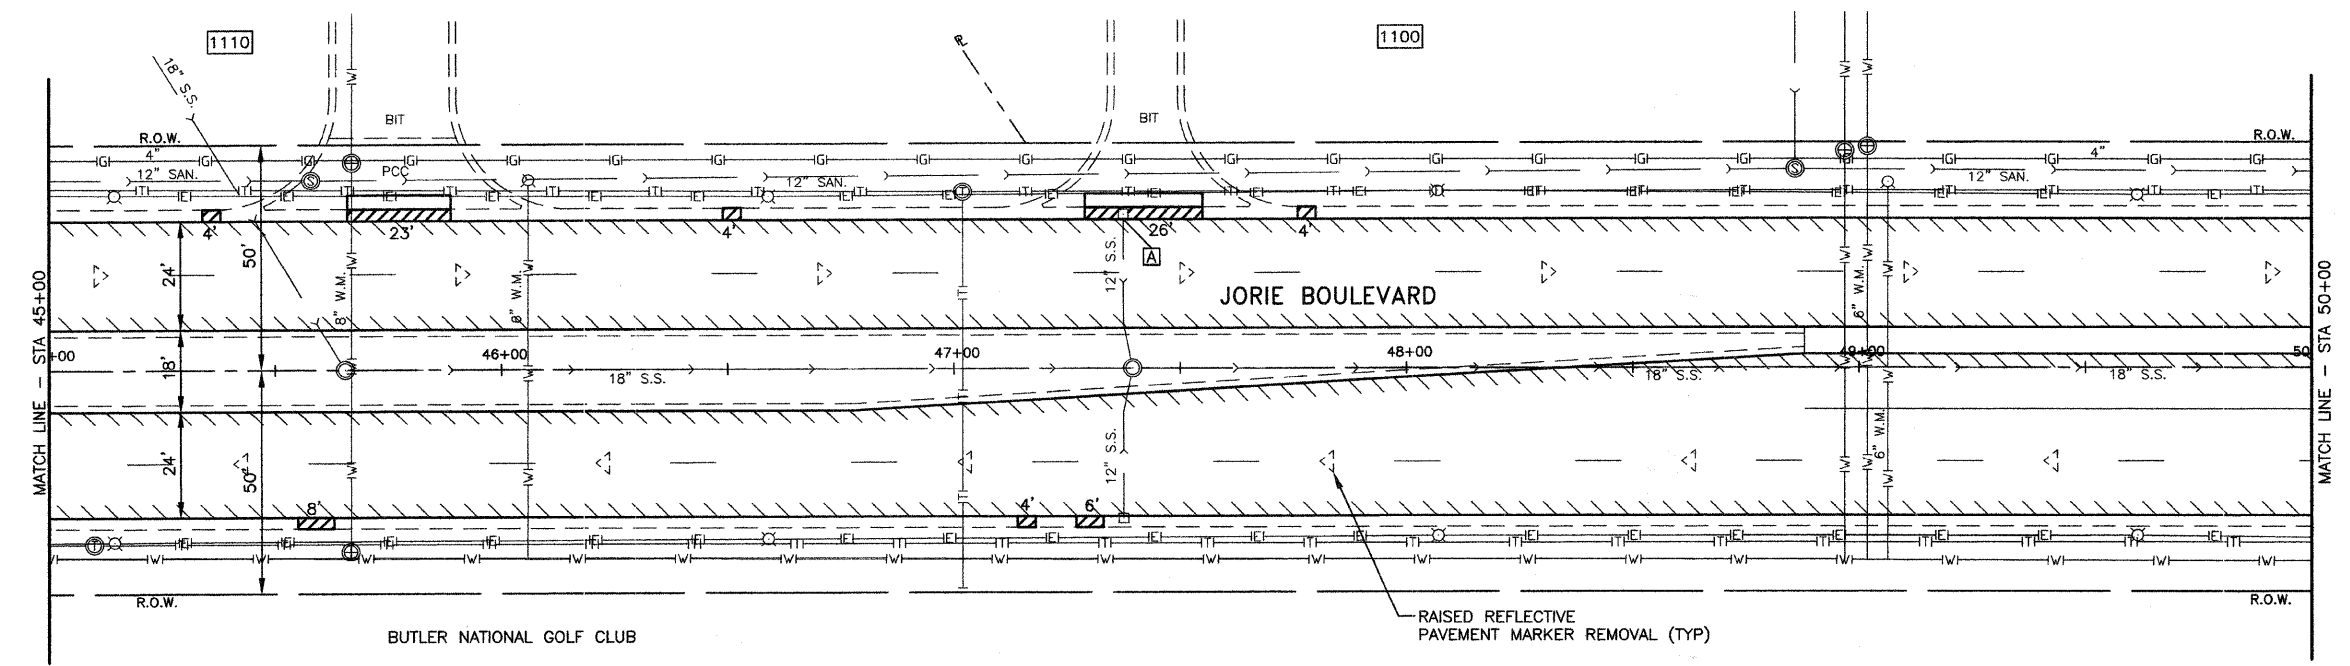 1110
1100
18" S.S.
℄
BIT
BIT
R.O.W.
R.O.W.
4"
4"
PCC
12" SAN.
12" SAN.
12" SAN.
4'
23'
4'
26'
4'
A
50'
24'
8" W.M.
6" W.M.
12" S.S.
6" W.M.
JORIE BOULEVARD
MATCH LINE - STA 45+00
MATCH LINE - STA 50+00
+00
46+00
47+00
48+00
49+00
50
18'
18" S.S.
18" S.S.
18" S.S.
24'
50'
12" S.S.
6" W.M.
8'
4'
6'
R.O.W.
R.O.W.
RAISED REFLECTIVE
PAVEMENT MARKER REMOVAL (TYP)
BUTLER NATIONAL GOLF CLUB